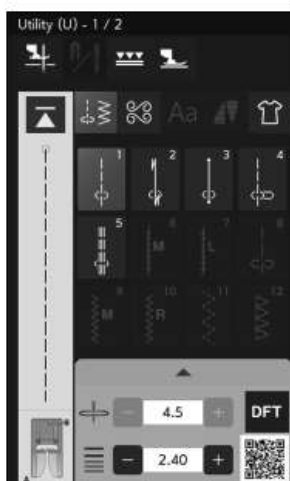 Utility (U) - 1 / 2
Aa
1 2 3 4
5 6 7
M L
9 10 11 12
M R
− 4.5 + DFT
− 2.40 +
A